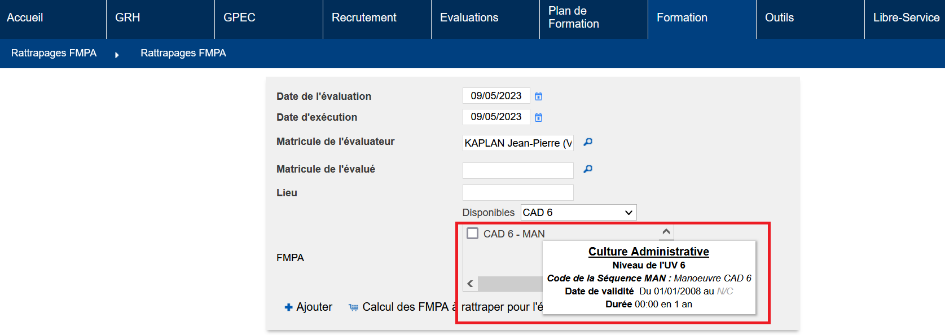 Accueil GRH GPEC Recrutement Evaluations Plan de Formation Formation Outils Libre-Service
Rattrapages FMPA Rattrapages FMPA
Date de l'évaluation 09/05/2023
Date d'exécution 09/05/2023
Matricule de l'évaluateur KAPLAN Jean-Pierre (V
Matricule de l'évalué
Lieu
Disponibles CAD 6
CAD 6 - MAN
FMPA
Culture Administrative
Niveau de l'UV 6
Code de la Séquence MAN : Manoeuvre CAD 6
Date de validité Du 01/01/2008 au N/C
Durée 00:00 en 1 an
Ajouter Calcul des FMPA à rattraper pour l'é